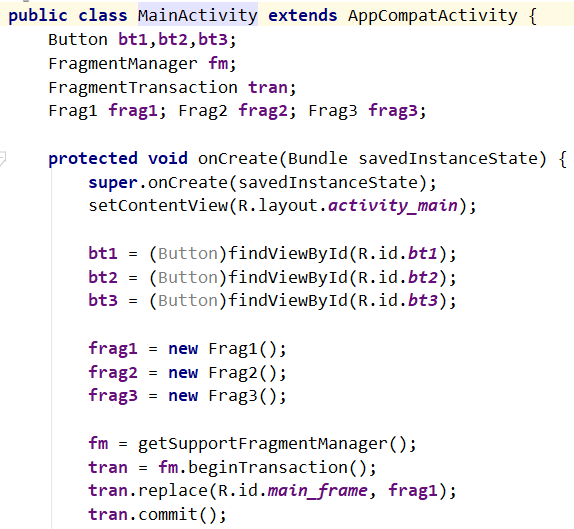 public class MainActivity extends AppCompatActivity {
    Button bt1,bt2,bt3;
    FragmentManager fm;
    FragmentTransaction tran;
    Frag1 frag1; Frag2 frag2; Frag3 frag3;

    protected void onCreate(Bundle savedInstanceState) {
        super.onCreate(savedInstanceState);
        setContentView(R.layout.activity_main);

        bt1 = (Button)findViewById(R.id.bt1);
        bt2 = (Button)findViewById(R.id.bt2);
        bt3 = (Button)findViewById(R.id.bt3);

        frag1 = new Frag1();
        frag2 = new Frag2();
        frag3 = new Frag3();

        fm = getSupportFragmentManager();
        tran = fm.beginTransaction();
        tran.replace(R.id.main_frame, frag1);
        tran.commit();